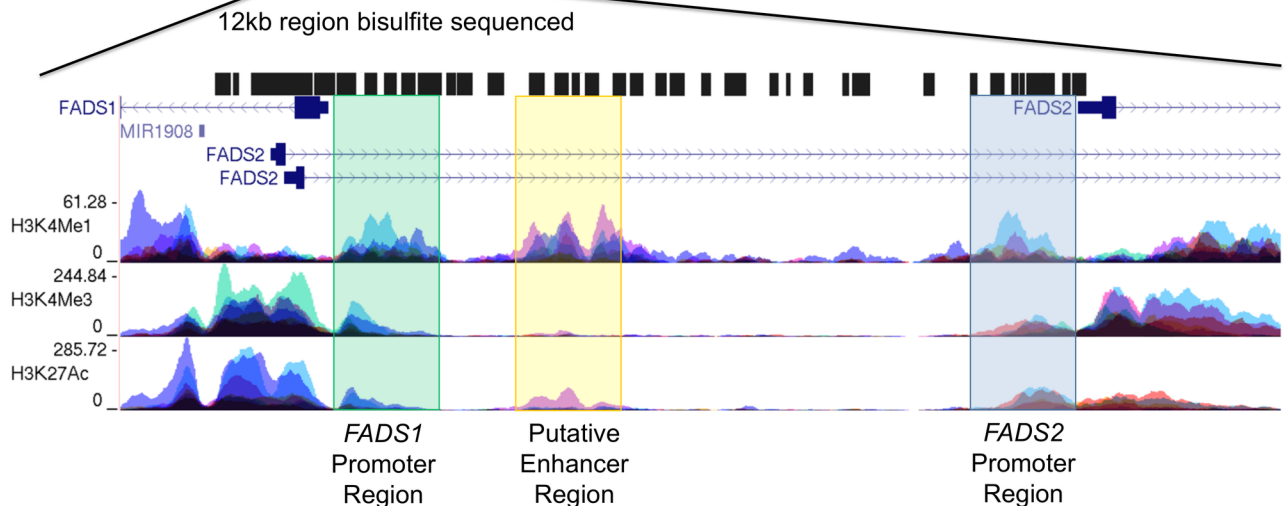 12kb region bisulfite sequenced
FADS1
FADS2
MIR1908
FADS2
FADS2
61.28 -
H3K4Me1
0 _
244.84 -
H3K4Me3
0 _
285.72 -
H3K27Ac
0 _
FADS1
Promoter
Region
Putative
Enhancer
Region
FADS2
Promoter
Region